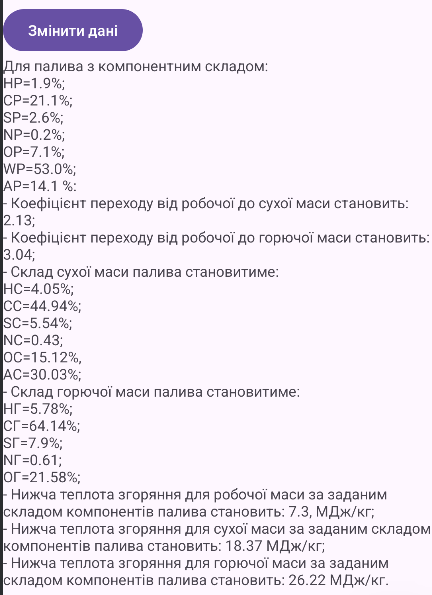 Змінити дані
Для палива з компонентним складом:
HP=1.9%;
CP=21.1%;
SP=2.6%;
NP=0.2%;
OP=7.1%;
WP=53.0%;
AP=14.1 %:
- Коефіцієнт переходу від робочої до сухої маси становить:
2.13;
- Коефіцієнт переходу від робочої до горючої маси становить:
3.04;
- Склад сухої маси палива становитиме:
HC=4.05%;
CC=44.94%;
SC=5.54%;
NC=0.43;
OC=15.12%,
AC=30.03%;
- Склад горючої маси палива становитиме:
HГ=5.78%;
CГ=64.14%;
SГ=7.9%;
NГ=0.61;
OГ=21.58%;
- Нижча теплота згоряння для робочої маси за заданим
складом компонентів палива становить: 7.3, МДж/кг;
- Нижча теплота згоряння для сухої маси за заданим складом
компонентів палива становить: 18.37 МДж/кг;
- Нижча теплота згоряння для горючої маси за заданим
складом компонентів палива становить: 26.22 МДж/кг.